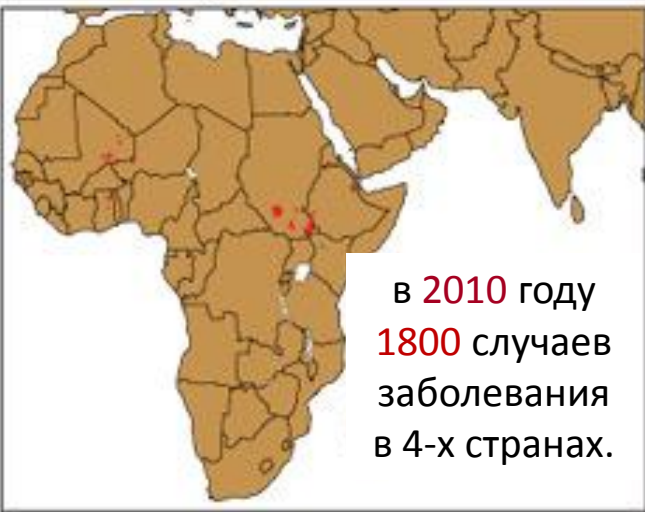 в 2010 году
1800 случаев
заболевания
в 4-х странах.